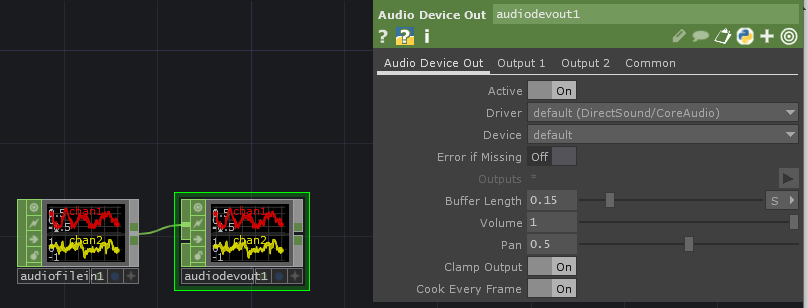 Audio Device Out audiodevout1
? ? i
Audio Device Out Output 1 Output 2 Common
Active On
Driver default (DirectSound/CoreAudio)
Device default
Error if Missing Off
Outputs =
Buffer Length 0.15 S
Volume 1
Pan 0.5
Clamp Output On
Cook Every Frame On
chan1
0.5
-0.5
chan2
1
0
-1
audiofilein1
chan1
0.5
-0.5
chan2
1
0
-1
audiodevout1